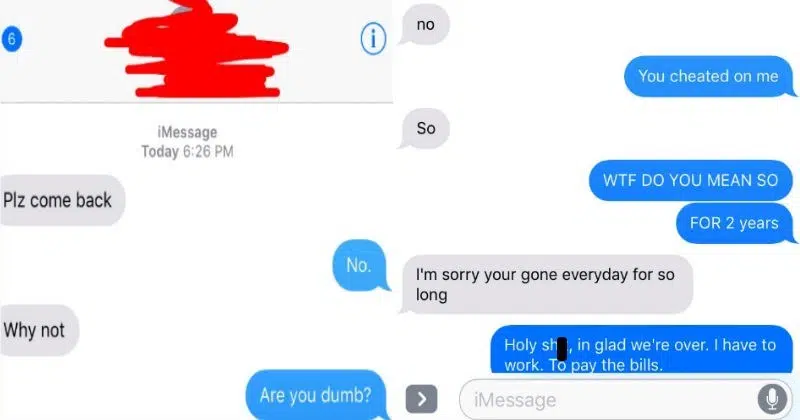 6
i
iMessage
Today 6:26 PM
Plz come back
No.
Why not
Are you dumb?
no
You cheated on me
So
WTF DO YOU MEAN SO
FOR 2 years
I'm sorry your gone everyday for so
long
Holy sh, in glad we're over. I have to
work. To pay the bills.
iMessage